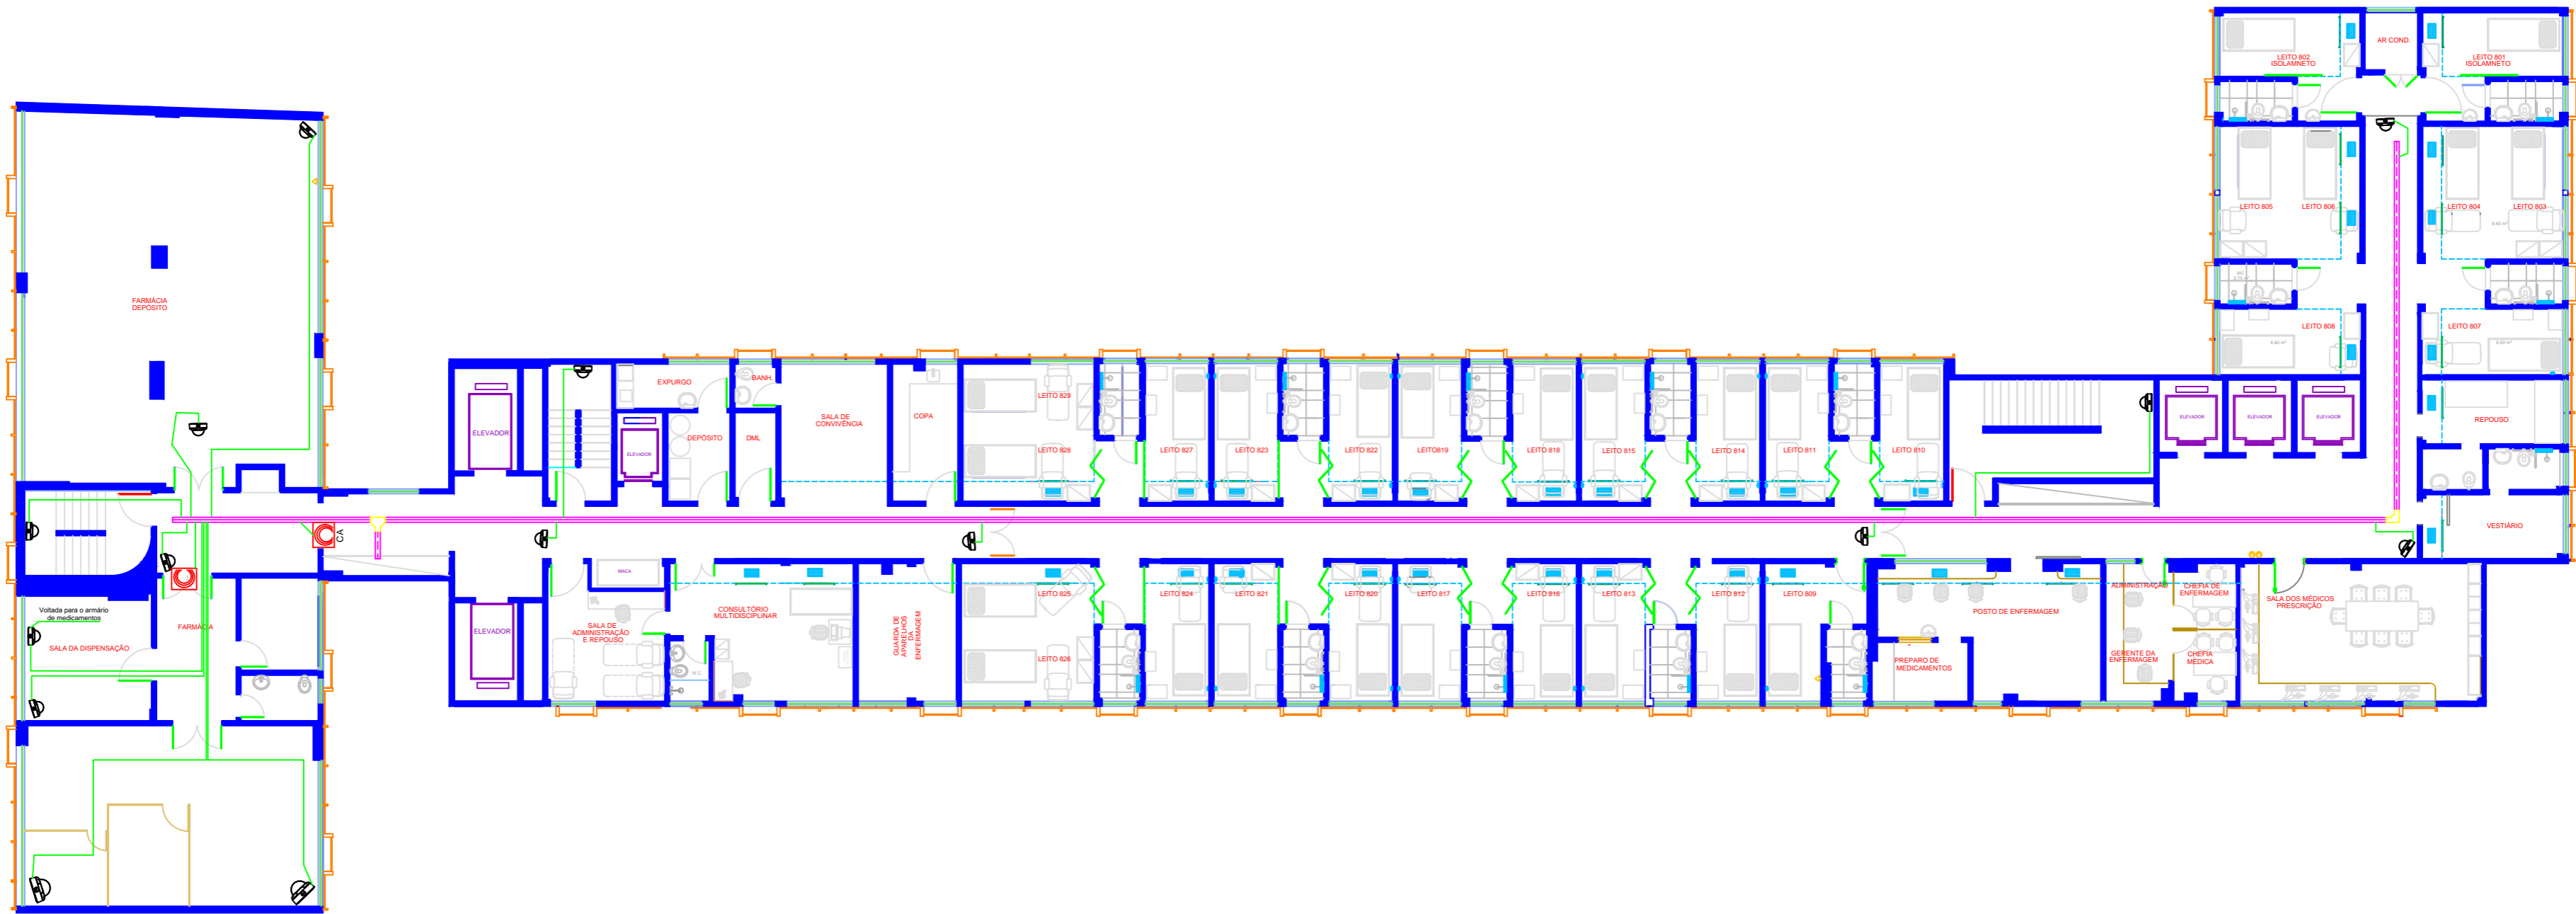 AR COND.
LEITO 802
ISOLAMNETO
LEITO 801
ISOLAMNETO
LEITO 805
LEITO 806
LEITO 804
LEITO 803
LEITO 808
LEITO 807
FARMÁCIA
DEPÓSITO
EXPURGO
BANH.
ELEVADOR
ELEVADOR
DEPÓSITO
DML
SALA DE
CONVIVÊNCIA
COPA
LEITO 829
LEITO 828
LEITO 827
LEITO 823
LEITO 822
LEITO819
LEITO 818
LEITO 815
LEITO 814
LEITO 811
LEITO 810
ELEVADOR
ELEVADOR
ELEVADOR
REPOUSO
VESTIÁRIO
CA
Voltada para o armário
de medicamentos
FARMÁCIA
SALA DA DISPENSAÇÃO
ELEVADOR
MACA
SALA DE
ADMINISTRAÇÃO
E REPOUSO
CONSULTÓRIO
MULTIDISCIPLINAR
W.C.
GUARDA DE
APARELHOS
DA
ENFERMAGEM
LEITO 825
LEITO 826
LEITO 824
LEITO 821
LEITO 820
LEITO 817
LEITO 816
LEITO 813
LEITO 812
LEITO 809
POSTO DE ENFERMAGEM
PREPARO DE
MEDICAMENTOS
ADMINISTRAÇÃO
GERENTE DA
ENFERMAGEM
CHEFIA DE
ENFERMAGEM
CHEFIA
MÉDICA
SALA DOS MÉDICOS
PRESCRIÇÃO